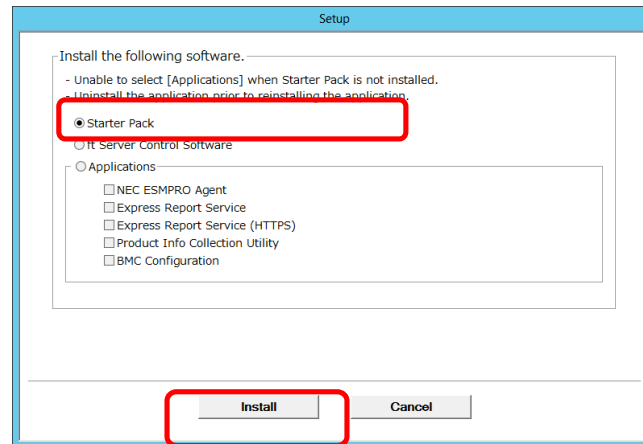 Setup
Install the following software.
- Unable to select [Applications] when Starter Pack is not installed.
- Uninstall the application prior to reinstalling the application.
Starter Pack
ft Server Control Software
Applications
NEC ESMPRO Agent
Express Report Service
Express Report Service (HTTPS)
Product Info Collection Utility
BMC Configuration
Install Cancel